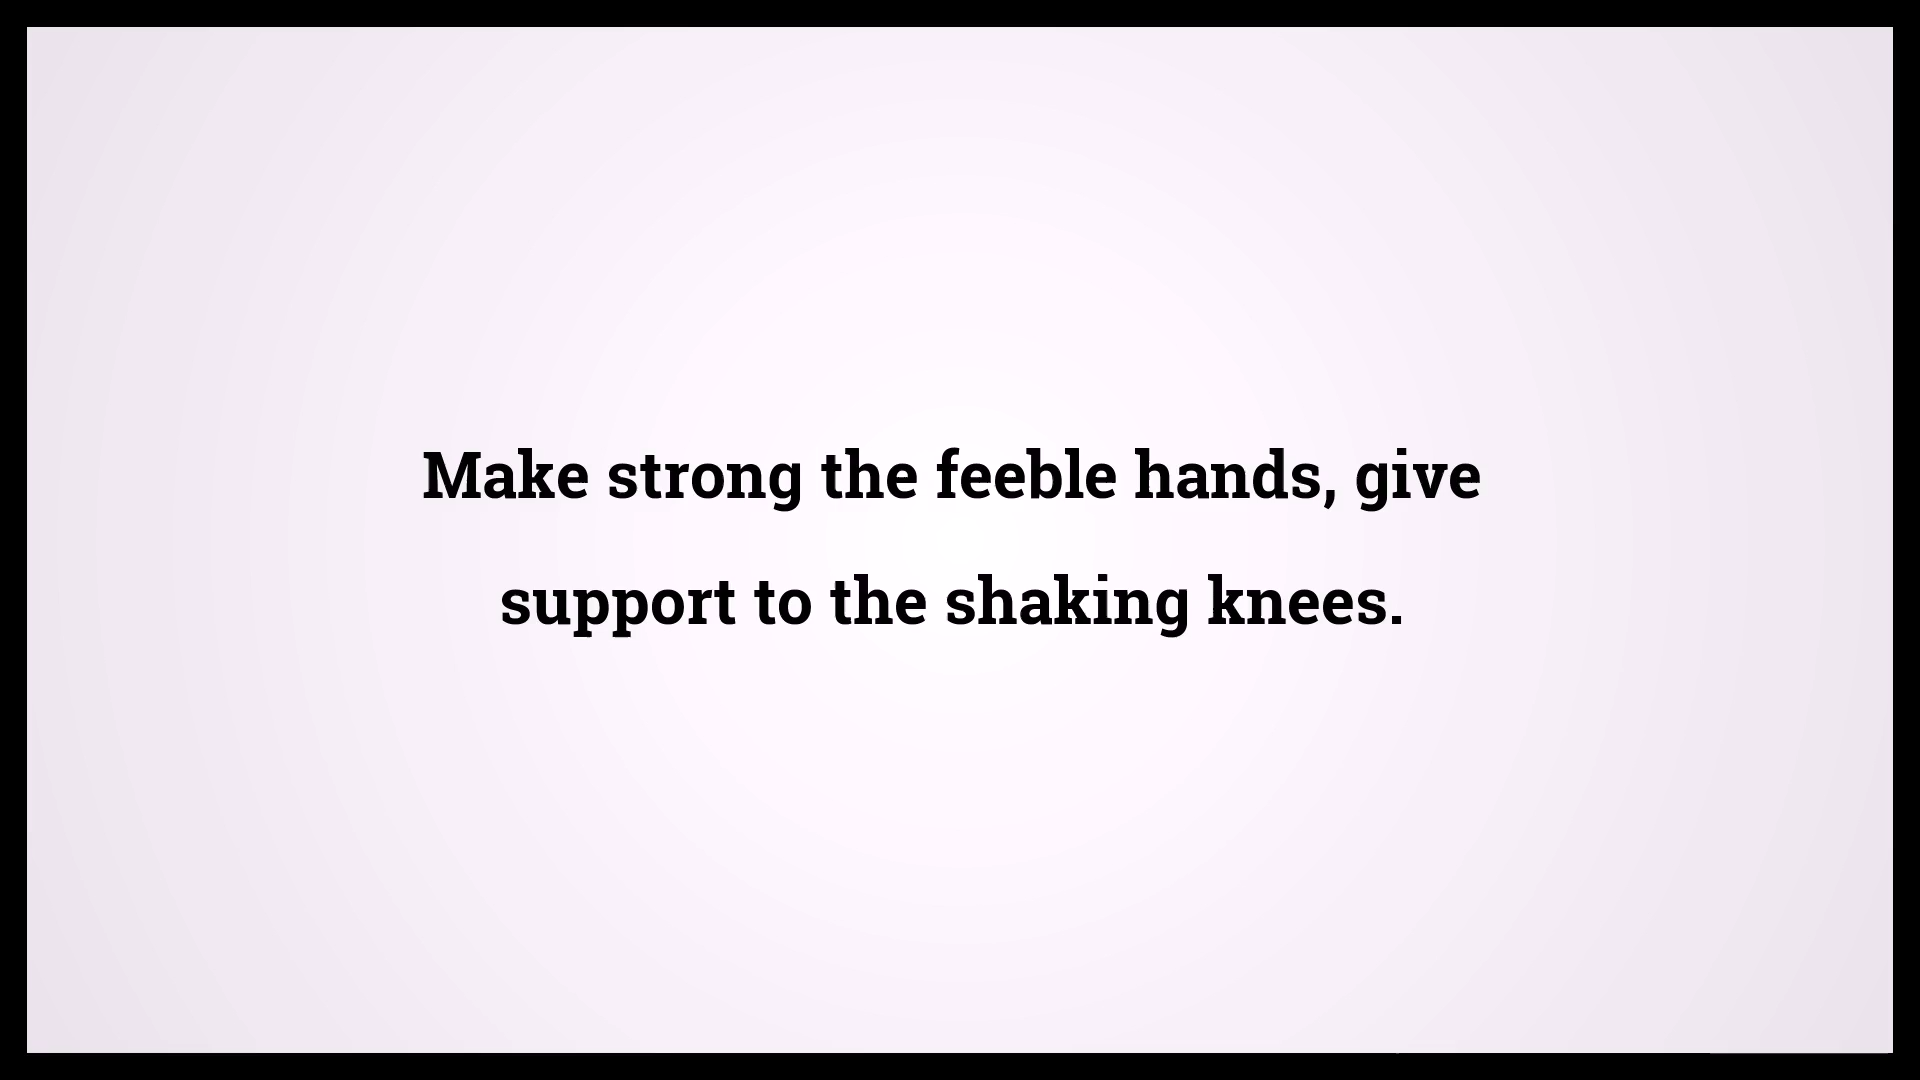 Make strong the feeble hands, give
support to the shaking knees.